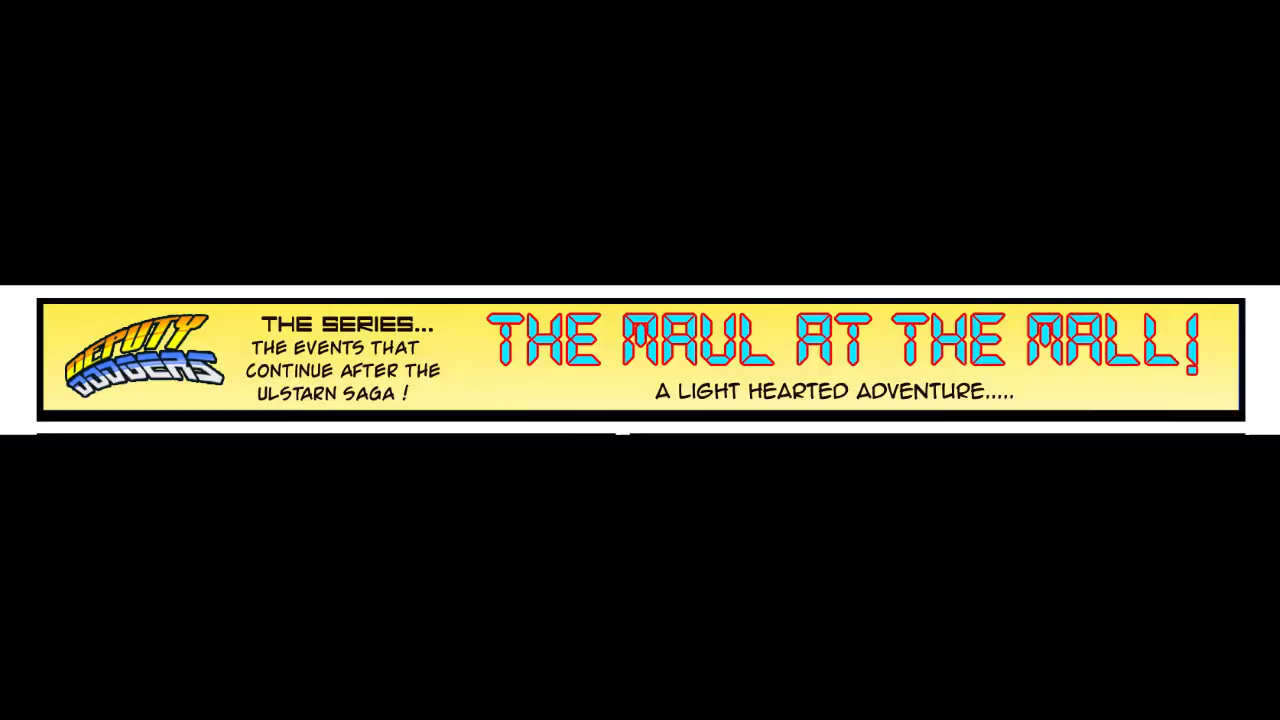 DEPUTY
DODGERS
THE SERIES...
THE EVENTS THAT
CONTINUE AFTER THE
ULSTARN SAGA !
THE MAUL AT THE MALL!
A LIGHT HEARTED ADVENTURE.....